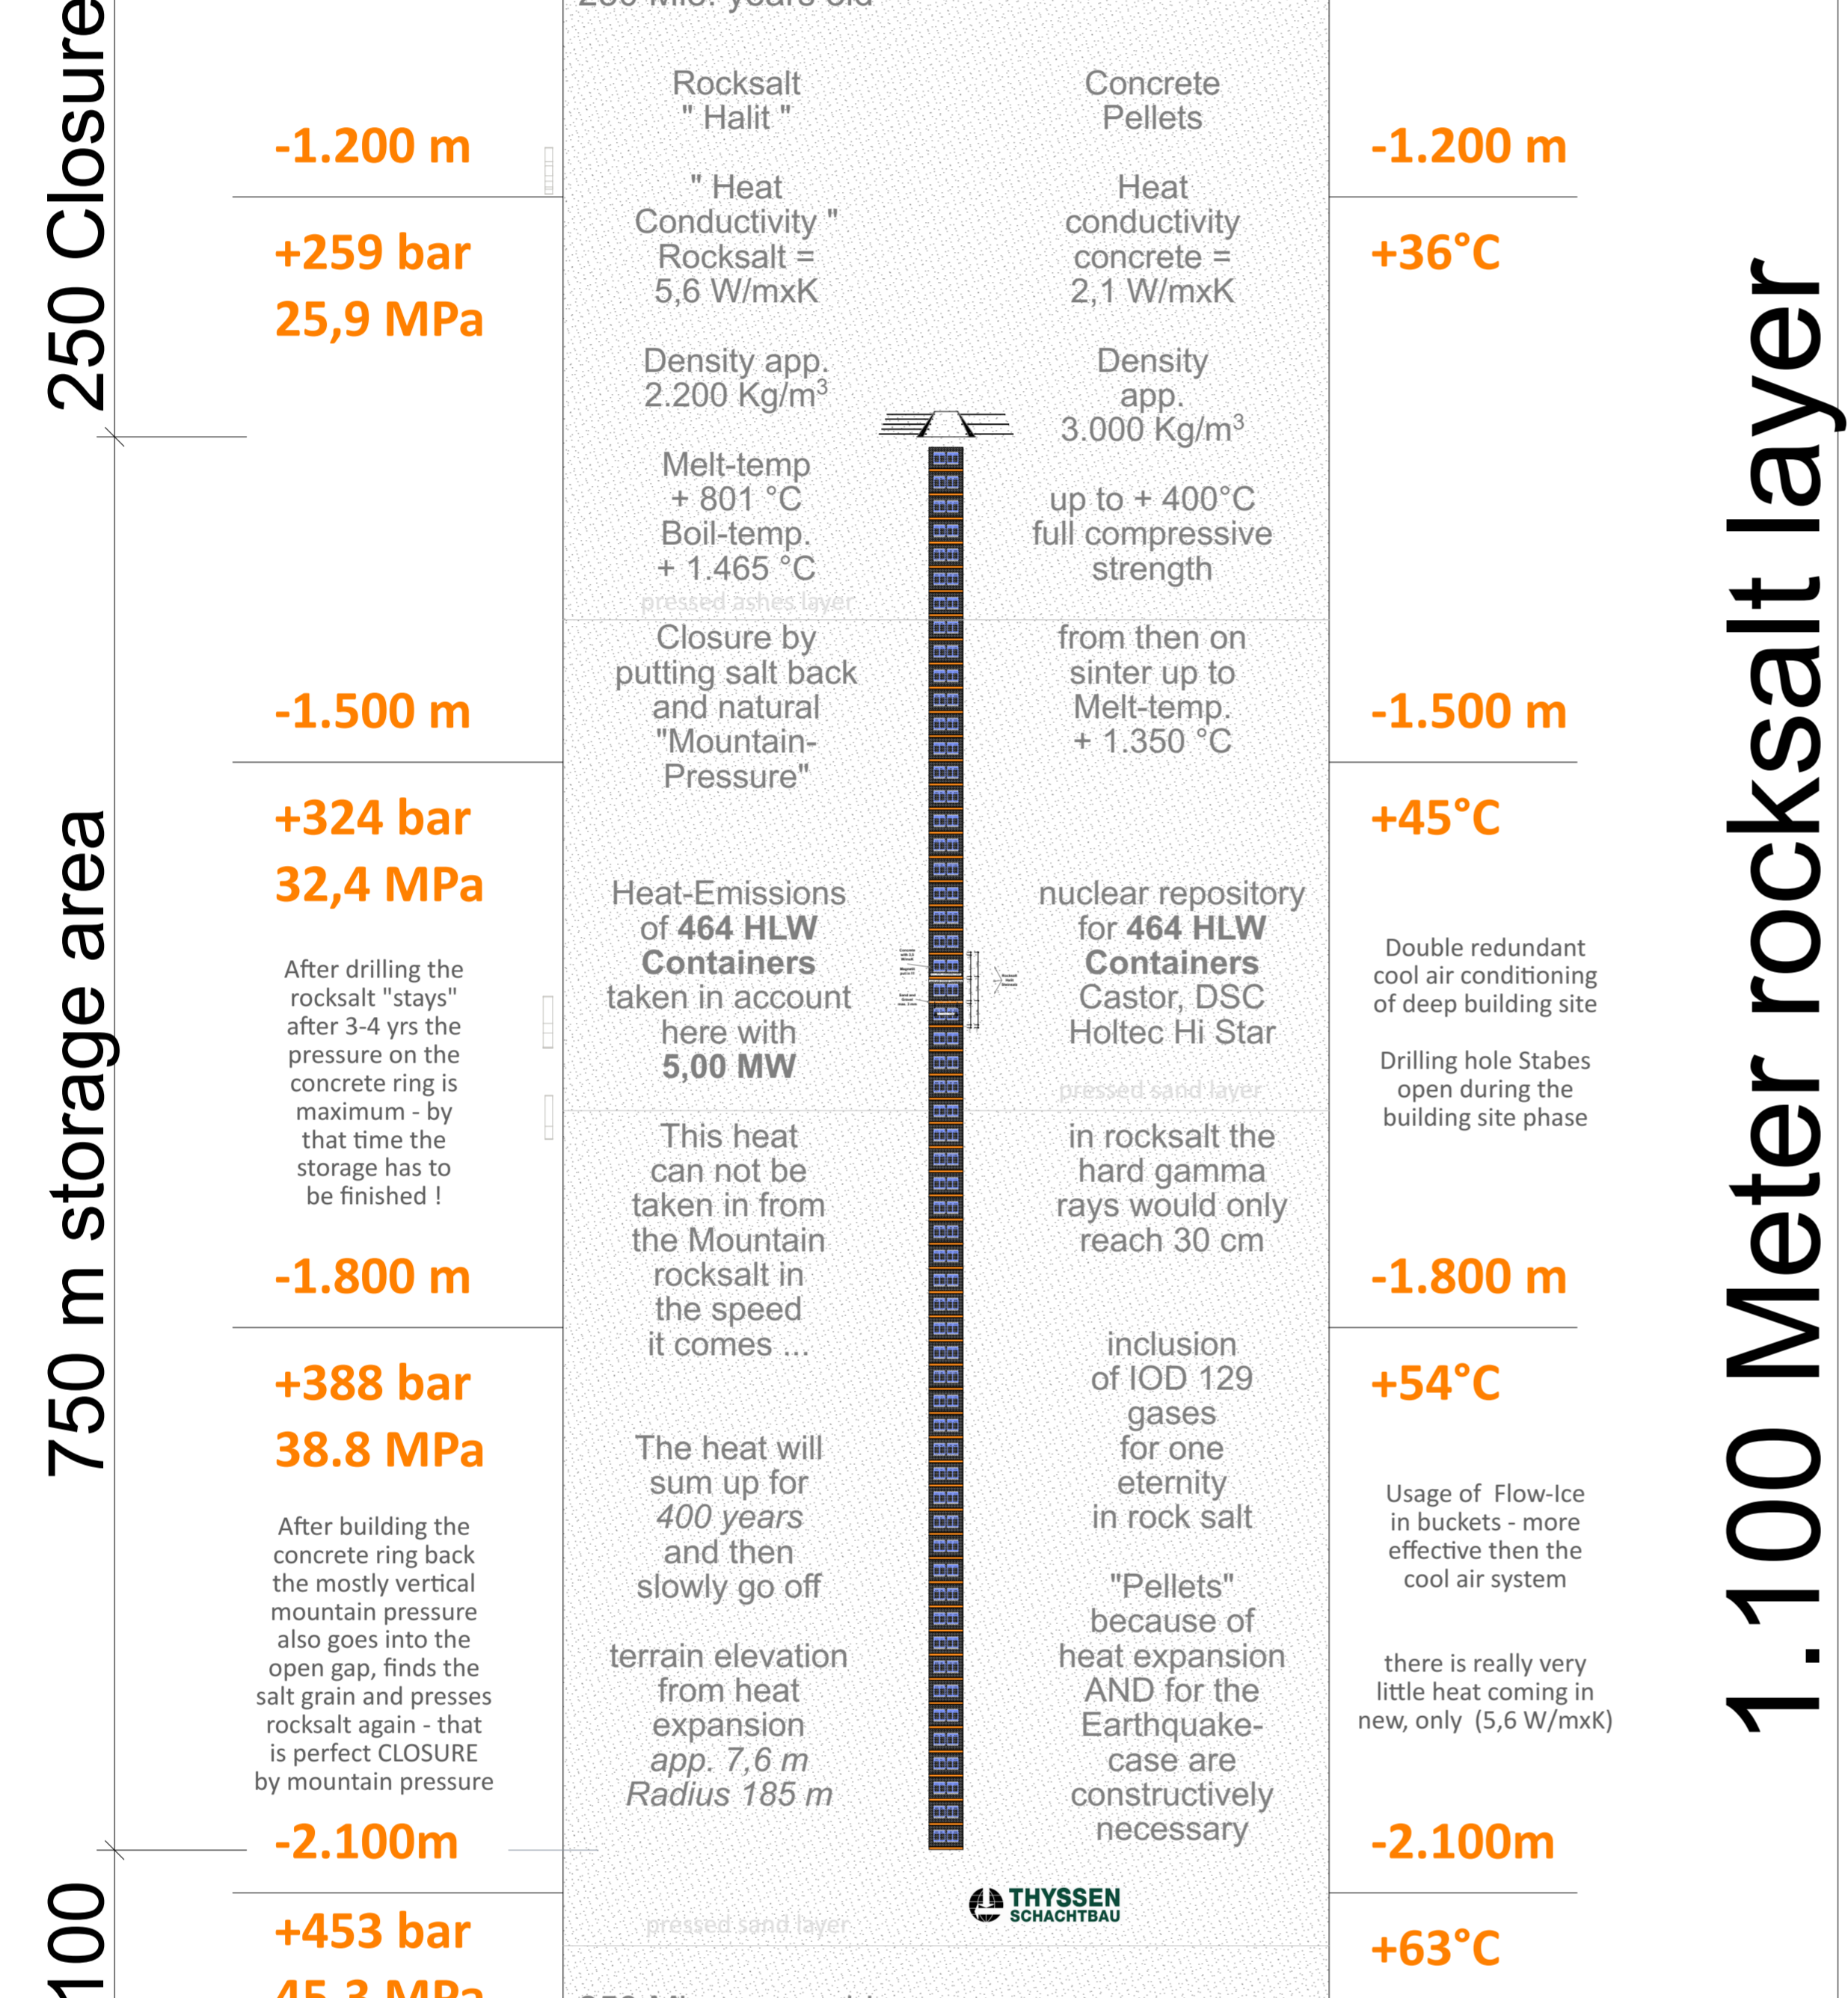 250 Closure
750 m storage area
100
-1.200 m
+259 bar
25,9 MPa
-1.500 m
+324 bar
32,4 MPa
After drilling the
rocksalt "stays"
after 3-4 yrs the
pressure on the
concrete ring is
maximum - by
that time the
storage has to
be finished !
-1.800 m
+388 bar
38.8 MPa
After building the
concrete ring back
the mostly vertical
mountain pressure
also goes into the
open gap, finds the
salt grain and presses
rocksalt again - that
is perfect CLOSURE
by mountain pressure
-2.100m
+453 bar
45,3 MPa
Rocksalt
" Halit "
" Heat
Conductivity "
Rocksalt =
5,6 W/mxK
Density app.
2.200 Kg/m³
Melt-temp
+ 801 °C
Boil-temp.
+ 1.465 °C
pressed ashes layer
Closure by
putting salt back
and natural
"Mountain-
Pressure"
Heat-Emissions
of 464 HLW
Containers
taken in account
here with
5,00 MW
This heat
can not be
taken in from
the Mountain
rocksalt in
the speed
it comes ...
The heat will
sum up for
400 years
and then
slowly go off
terrain elevation
from heat
expansion
app. 7,6 m
Radius 185 m
pressed sand layer
Concrete
Pellets
Heat
conductivity
concrete =
2,1 W/mxK
Density
app.
3.000 Kg/m³
up to + 400°C
full compressive
strength
from then on
sinter up to
Melt-temp.
+ 1.350 °C
nuclear repository
for 464 HLW
Containers
Castor, DSC
Holtec Hi Star
pressed sand layer
in rocksalt the
hard gamma
rays would only
reach 30 cm
inclusion
of IOD 129
gases
for one
eternity
in rock salt
"Pellets"
because of
heat expansion
AND for the
Earthquake-
case are
constructively
necessary
THYSSEN
SCHACHTBAU
-1.200 m
+36°C
-1.500 m
+45°C
Double redundant
cool air conditioning
of deep building site
Drilling hole Stabes
open during the
building site phase
-1.800 m
+54°C
Usage of Flow-Ice
in buckets - more
effective then the
cool air system
there is really very
little heat coming in
new, only (5,6 W/mxK)
-2.100m
+63°C
1.100 Meter rocksalt layer